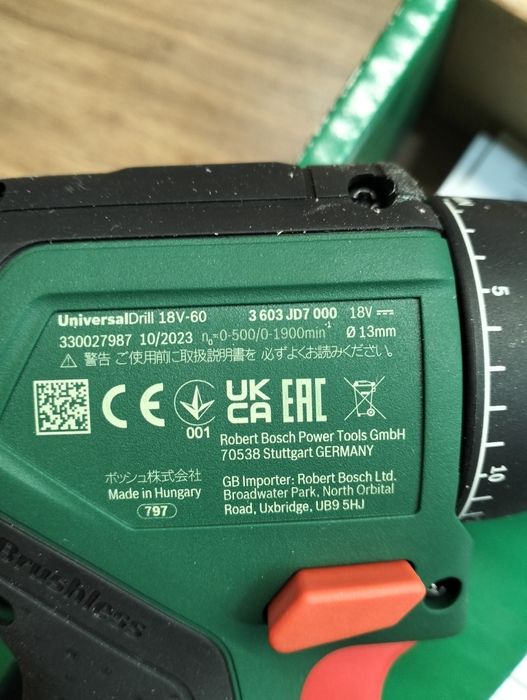 UniversalDrill 18V-60 3 603 JD7 000 18V ⎓
330027987 10/2023 n₀=0-500/0-1900min⁻¹ Ø 13mm
⚠ 警告 ご使用前に取扱説明書を 必ずよくお読みください。
CE 001 UKCA EAC
Robert Bosch Power Tools GmbH
70538 Stuttgart GERMANY
ボッシュ株式会社
Made in Hungary
797
GB Importer: Robert Bosch Ltd.
Broadwater Park, North Orbital
Road, Uxbridge, UB9 5HJ
Brushless
5
10